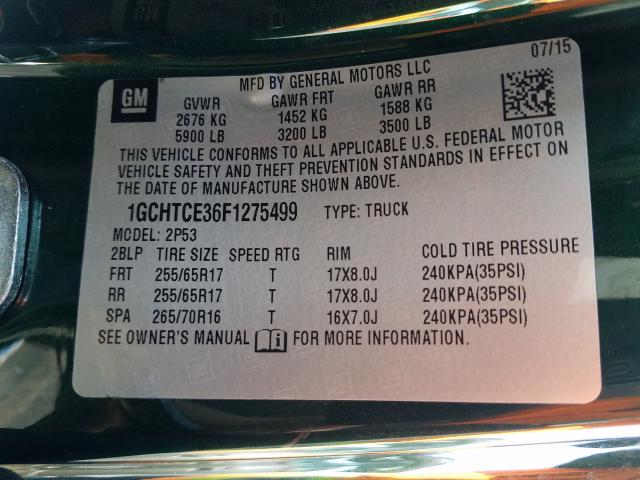 07/15
MFD BY GENERAL MOTORS LLC
GM
GVWR GAWR FRT GAWR RR
2676 KG 1452 KG 1588 KG
5900 LB 3200 LB 3500 LB
THIS VEHICLE CONFORMS TO ALL APPLICABLE U.S. FEDERAL MOTOR
VEHICLE SAFETY AND THEFT PREVENTION STANDARDS IN EFFECT ON
THE DATE OF MANUFACTURE SHOWN ABOVE.
1GCHTCE36F1275499 TYPE: TRUCK
MODEL: 2P53
2BLP TIRE SIZE SPEED RTG RIM COLD TIRE PRESSURE
FRT 255/65R17 T 17X8.0J 240KPA(35PSI)
RR 255/65R17 T 17X8.0J 240KPA(35PSI)
SPA 265/70R16 T 16X7.0J 240KPA(35PSI)
SEE OWNER'S MANUAL FOR MORE INFORMATION.